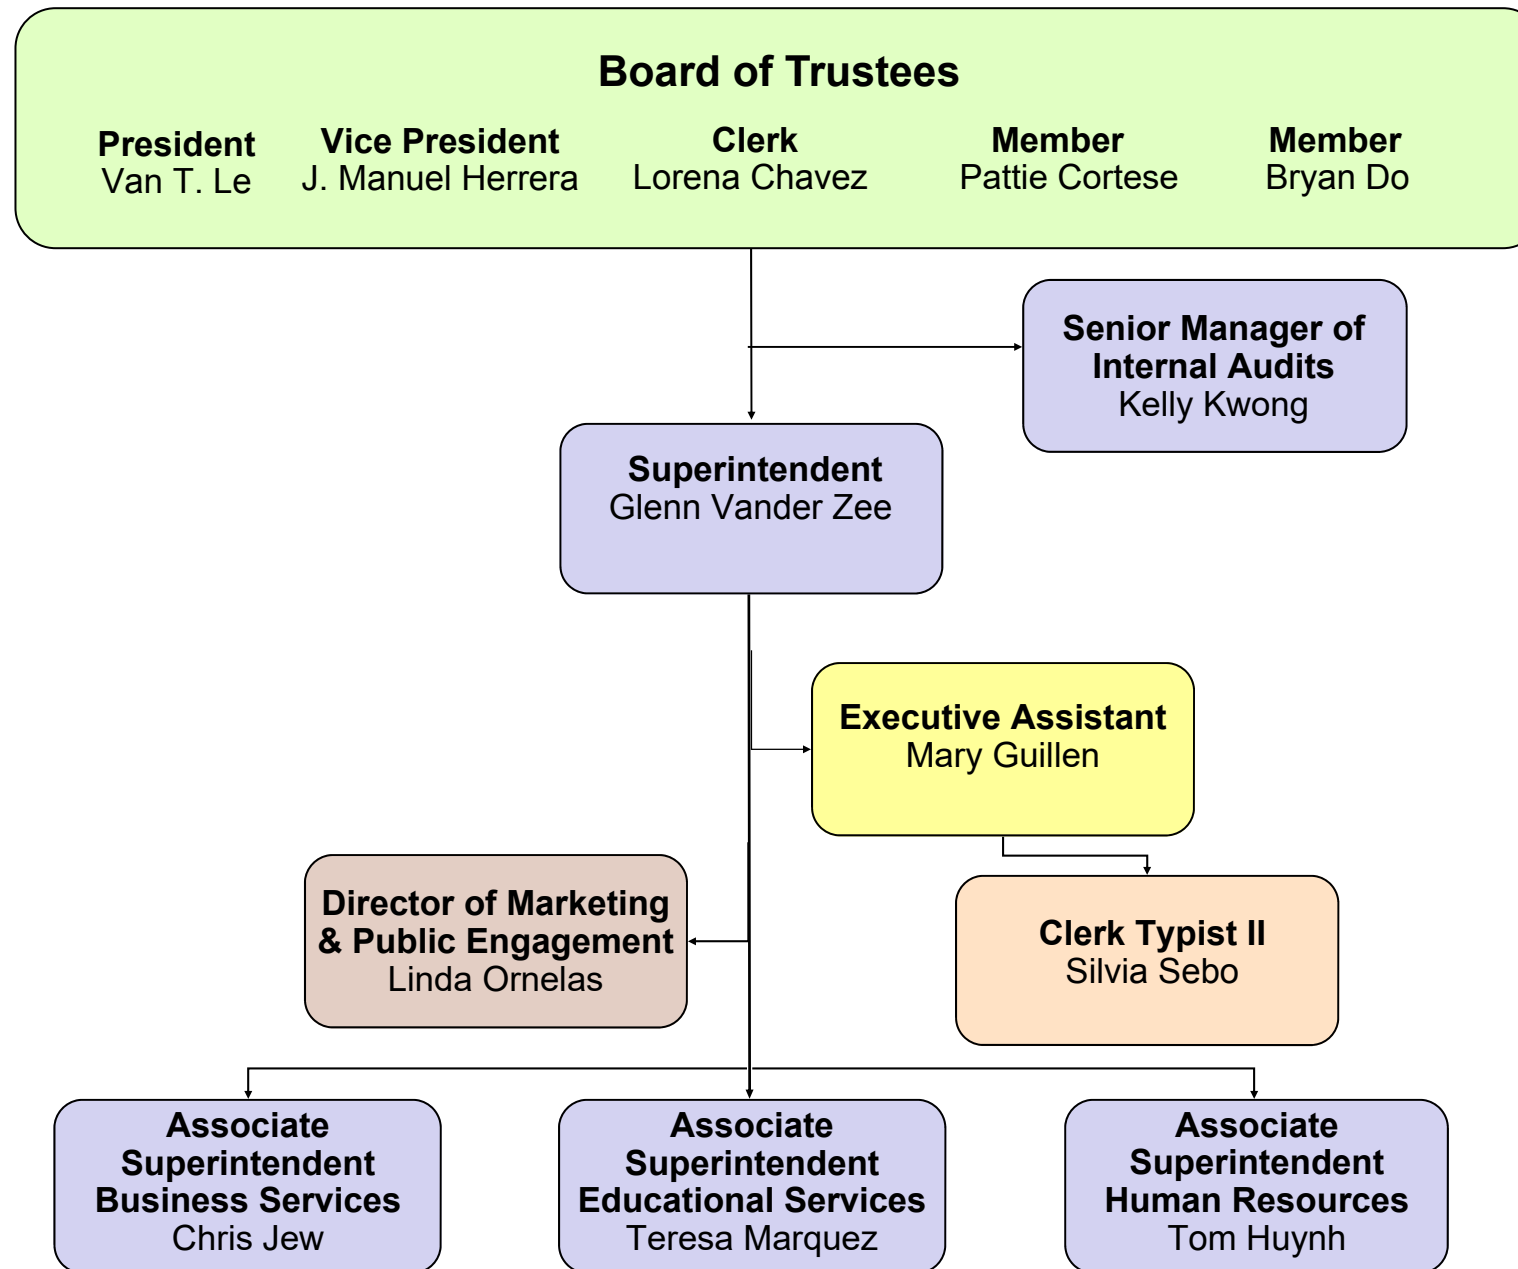 Board of Trustees
President
Van T. Le
Vice President
J. Manuel Herrera
Clerk
Lorena Chavez
Member
Pattie Cortese
Member
Bryan Do
Senior Manager of
Internal Audits
Kelly Kwong
Superintendent
Glenn Vander Zee
Executive Assistant
Mary Guillen
Director of Marketing
& Public Engagement
Linda Ornelas
Clerk Typist II
Silvia Sebo
Associate
Superintendent
Business Services
Chris Jew
Associate
Superintendent
Educational Services
Teresa Marquez
Associate
Superintendent
Human Resources
Tom Huynh